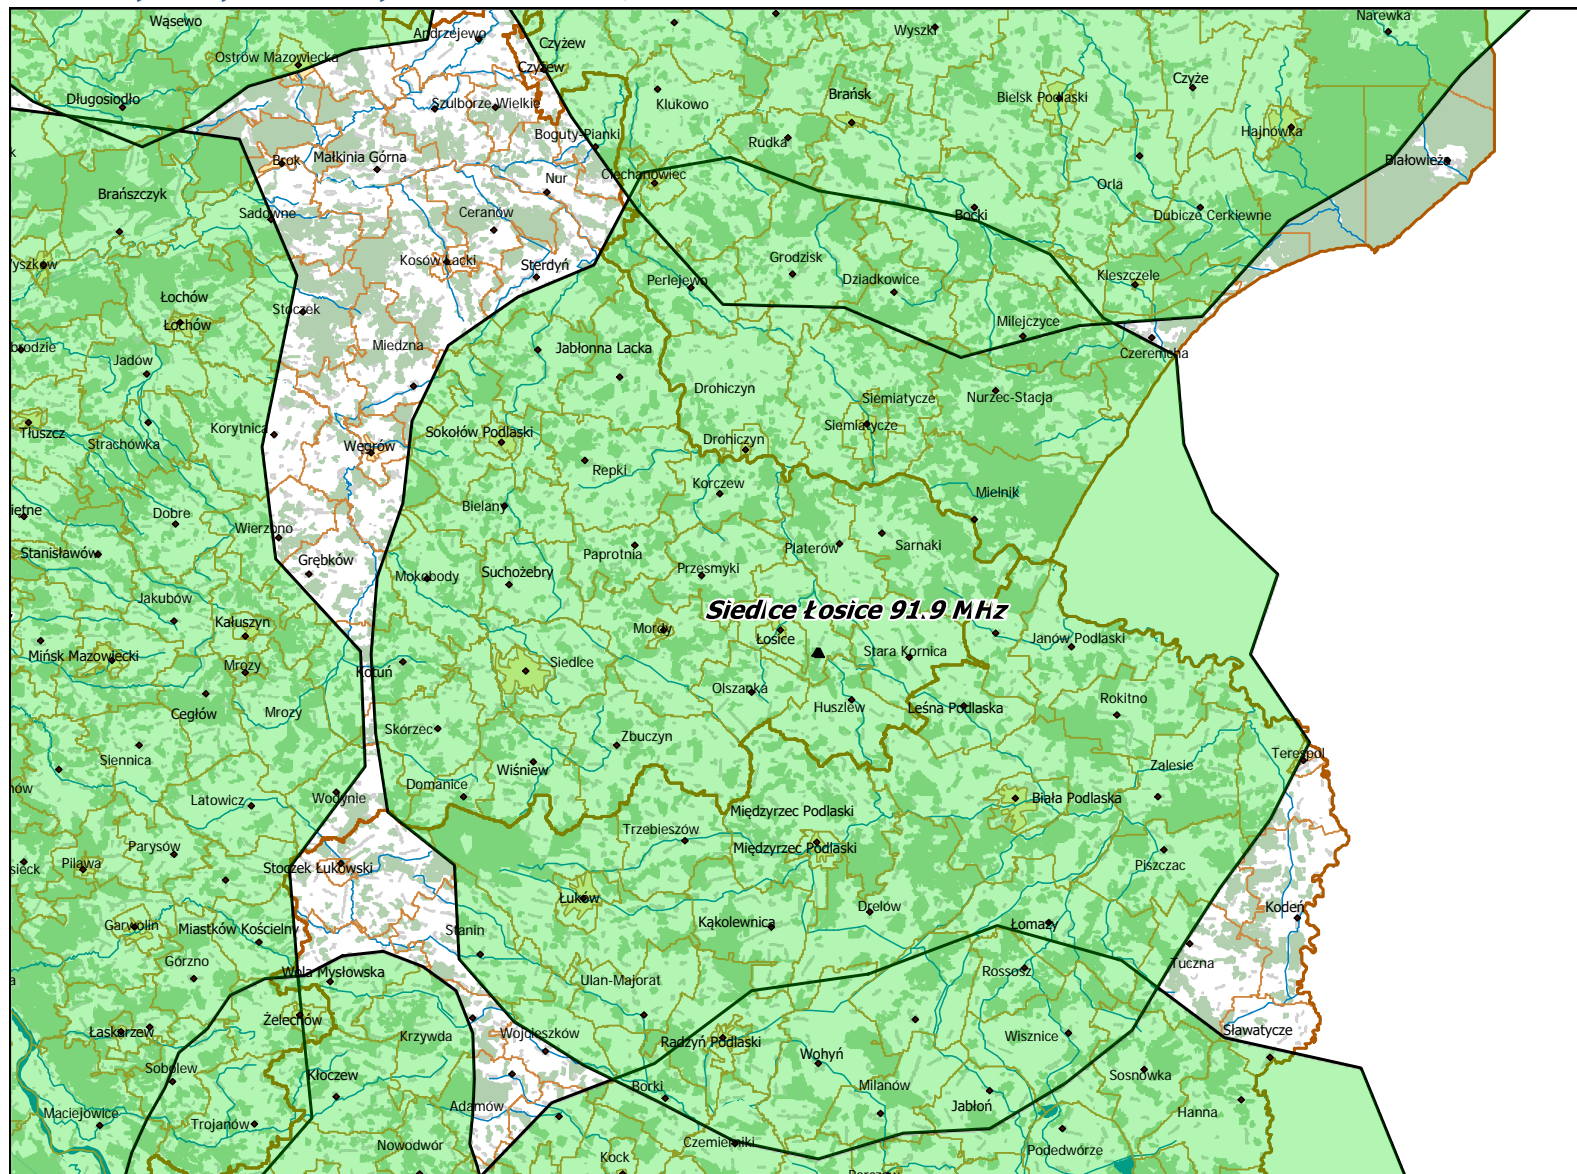 Wąsewo
Andrzejewo
Narewka
Wyszki
Czyżew
Ostrów Mazowiecka
Czyżew
Czyże
Długosiodło
Szulborze Wielkie
Klukowo
Brańsk
Bielsk Podlaski
Hajnówka
Boguty-Pianki
Rudka
Brok
Małkinia Górna
Białowieża
Brańszczyk
Nur
Ciechanowiec
Orla
Sadowne
Ceranów
Boćki
Dubicze Cerkiewne
Wyszków
Kosów Lacki
Sterdyń
Grodzisk
Perlejewo
Dziadkowice
Kleszczele
Łochów
Stoczek
Łochów
Milejczyce
Miedzna
Jabłonna Lacka
Czeremcha
Jadów
Drohiczyn
Siemiatycze
Nurzec-Stacja
Tłuszcz
Strachówka
Korytnica
Sokołów Podlaski
Siemiatycze
Węgrów
Drohiczyn
Repki
Korczew
Mielnik
Bielany
Dobre
Wierzbno
Stanisławów
Grębków
Paprotnia
Platerów
Sarnaki
Mokobody
Suchożebry
Przesmyki
Jakubów
Siedlce Łosice 91.9 MHz
Kałuszyn
Mordy
Łosice
Janów Podlaski
Mińsk Mazowiecki
Mrozy
Kotuń
Siedlce
Stara Kornica
Olszanka
Rokitno
Cegłów
Mrozy
Huszlew
Leśna Podlaska
Skórzec
Zbuczyn
Siennica
Wiśniew
Terespol
Zalesie
Domanice
Latowicz
Wodynie
Międzyrzec Podlaski
Biała Podlaska
Trzebieszów
Parysów
Międzyrzec Podlaski
Pilawa
Stoczek Łukowski
Piszczac
Łuków
Drelów
Kodeń
Garwolin
Miastków Kościelny
Stanin
Kąkolewnica
Łomazy
Górzno
Wola Mysłowska
Ulan-Majorat
Rossosz
Tuczna
Łaskarzew
Żelechów
Krzywda
Wojcieszków
Radzyń Podlaski
Wisznice
Sławatycze
Wohyń
Sobolew
Kłoczew
Borki
Milanów
Sosnówka
Maciejowice
Trojanów
Adamów
Jabłoń
Hanna
Nowodwór
Kock
Czemierniki
Podedwórze